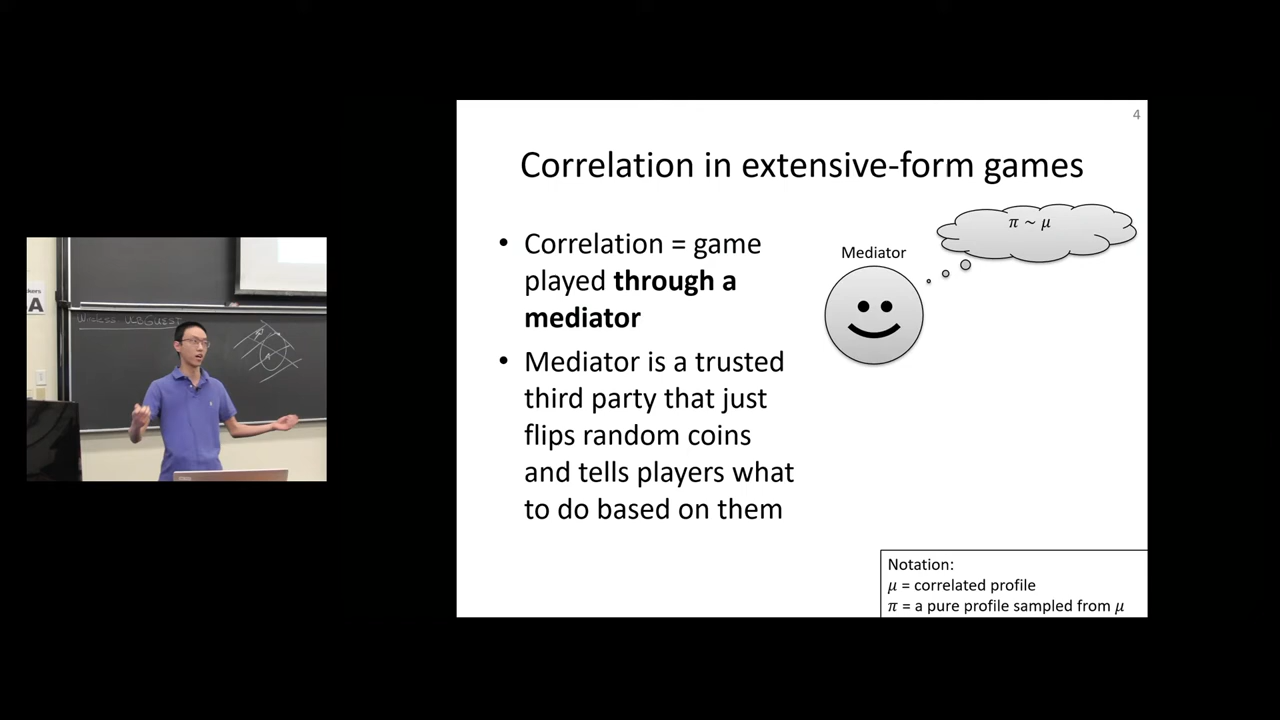 4
Correlation in extensive-form games
• Correlation = game
played through a
mediator
• Mediator is a trusted
third party that just
flips random coins
and tells players what
to do based on them
Mediator
π ~ μ
Notation:
μ = correlated profile
π = a pure profile sampled from μ
A